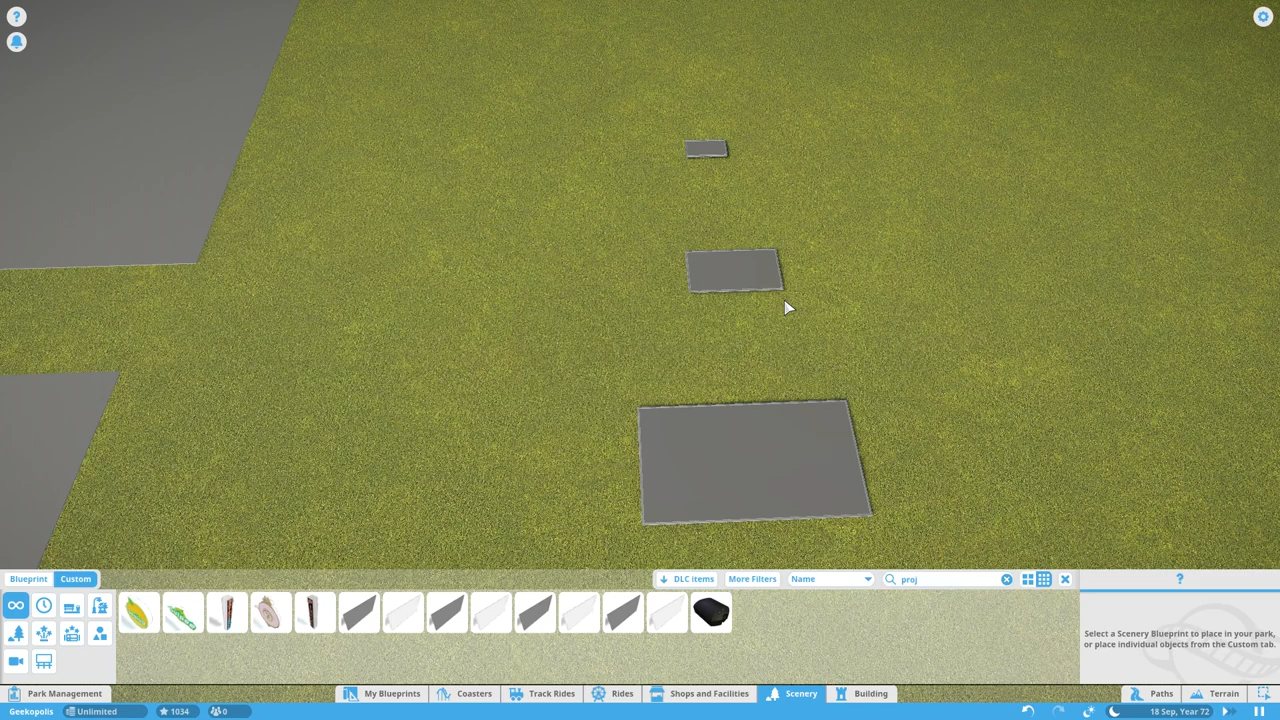 Blueprint
Custom
DLC items
More Filters
Name
proj
Select a Scenery Blueprint to place in your park,
or place individual objects from the Custom tab.
Park Management
My Blueprints
Coasters
Track Rides
Rides
Shops and Facilities
Scenery
Building
Paths
Terrain
Geekopolis
Unlimited
1034
0
18 Sep, Year 72